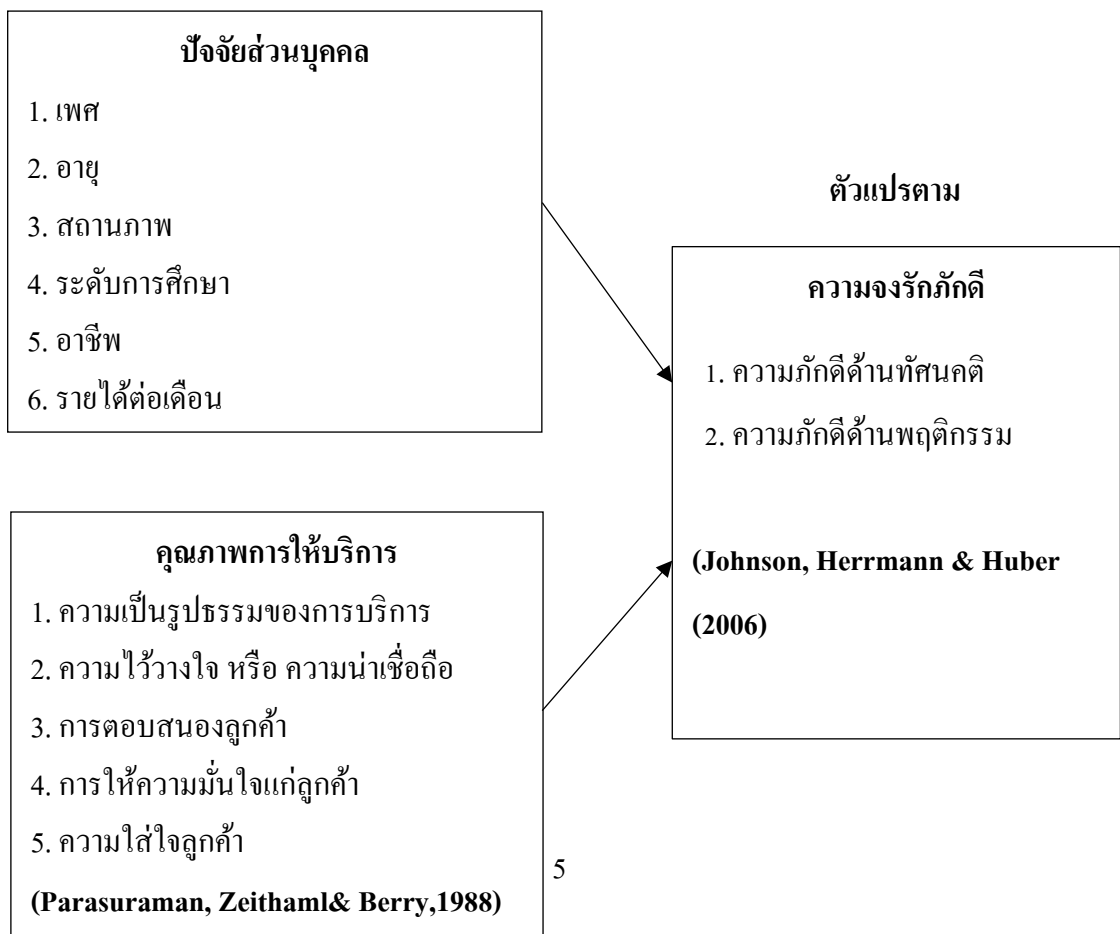 ปัจจัยส่วนบุคคล
1. เพศ
2. อายุ
3. สถานภาพ
4. ระดับการศึกษา
5. อาชีพ
6. รายได้ต่อเดือน
ตัวแปรตาม
ความจงรักภักดี
1. ความภักดีด้านทัศนคติ
2. ความภักดีด้านพฤติกรรม
(Johnson, Herrmann & Huber
(2006)
คุณภาพการให้บริการ
1. ความเป็นรูปธรรมของการบริการ
2. ความไว้วางใจ หรือ ความน่าเชื่อถือ
3. การตอบสนองลูกค้า
4. การให้ความมั่นใจแก่ลูกค้า
5. ความใส่ใจลูกค้า
(Parasuraman, Zeithaml& Berry,1988)
5